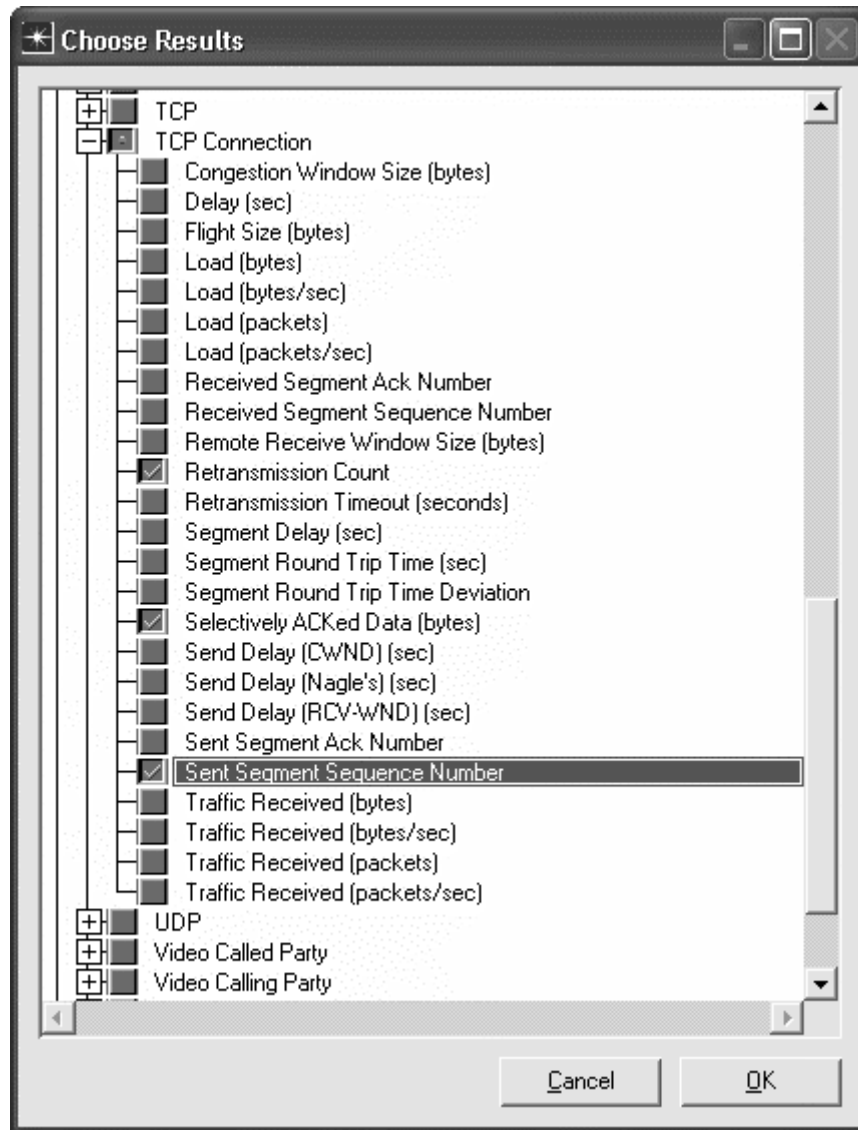 Choose Results
TCP
TCP Connection
Congestion Window Size (bytes)
Delay (sec)
Flight Size (bytes)
Load (bytes)
Load (bytes/sec)
Load (packets)
Load (packets/sec)
Received Segment Ack Number
Received Segment Sequence Number
Remote Receive Window Size (bytes)
Retransmission Count
Retransmission Timeout (seconds)
Segment Delay (sec)
Segment Round Trip Time (sec)
Segment Round Trip Time Deviation
Selectively ACKed Data (bytes)
Send Delay (CWND) (sec)
Send Delay (Nagle's) (sec)
Send Delay (RCV-WND) (sec)
Sent Segment Ack Number
Sent Segment Sequence Number
Traffic Received (bytes)
Traffic Received (bytes/sec)
Traffic Received (packets)
Traffic Received (packets/sec)
UDP
Video Called Party
Video Calling Party
Cancel OK